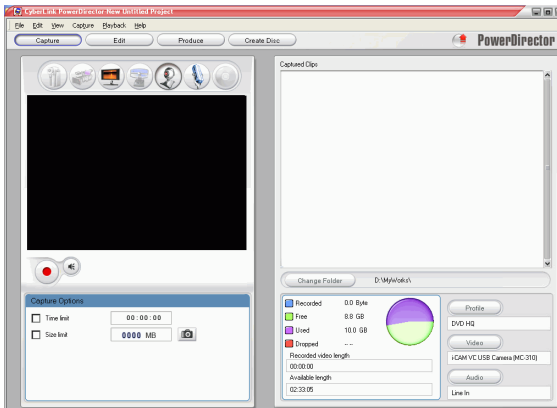 CyberLink PowerDirector-New Untitled Project
File Edit View Capture Playback Help
Capture Edit Produce Create Disc
PowerDirector
Captured Clips
Change Folder D:\MyWorks\
Capture Options
Time limit 00:00:00
Size limit 0000 MB
Recorded 0.0 Byte
Free 8.8 GB
Used 10.0 GB
Dropped --
Recorded video length
00:00:00
Available length
02:33:05
Profile
DVD HQ
Video
i-CAM VC USB Camera (MC-310)
Audio
Line In